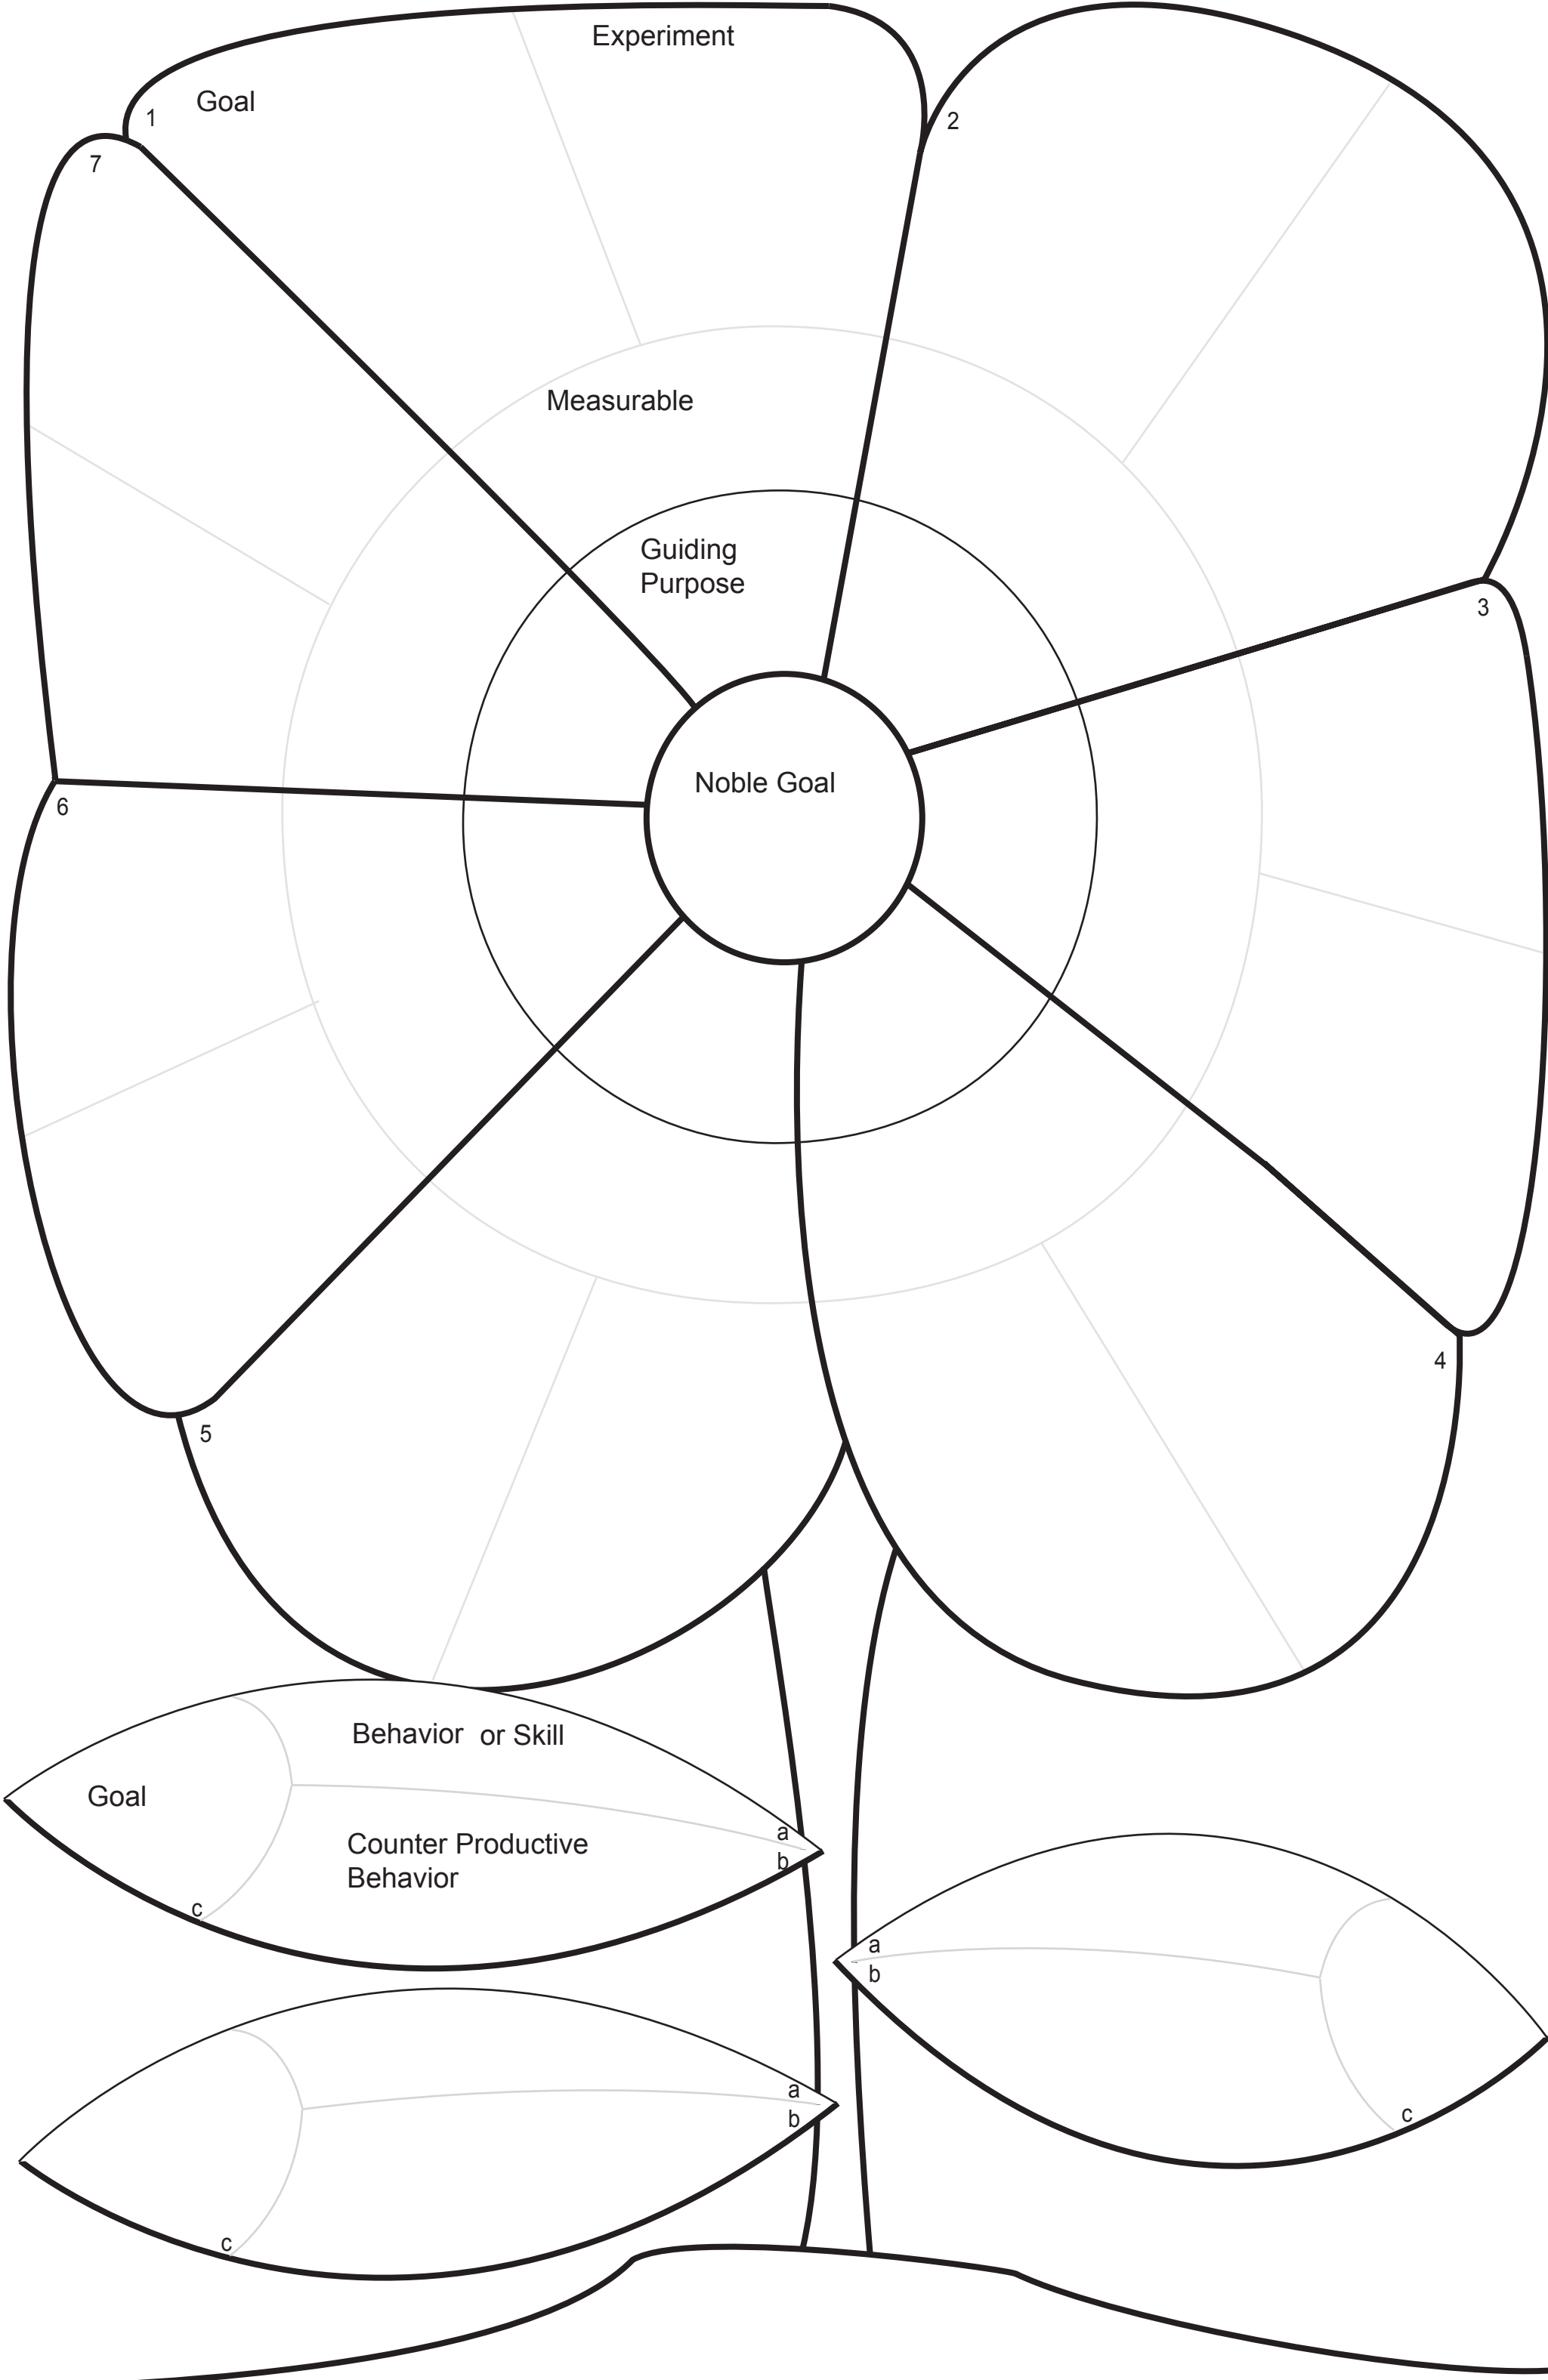 Experiment
Goal
1
2
7
Measurable
Guiding
Purpose
3
Noble Goal
6
4
5
Behavior or Skill
Goal
a
Counter Productive
b
Behavior
c
a
b
a
b
c
c